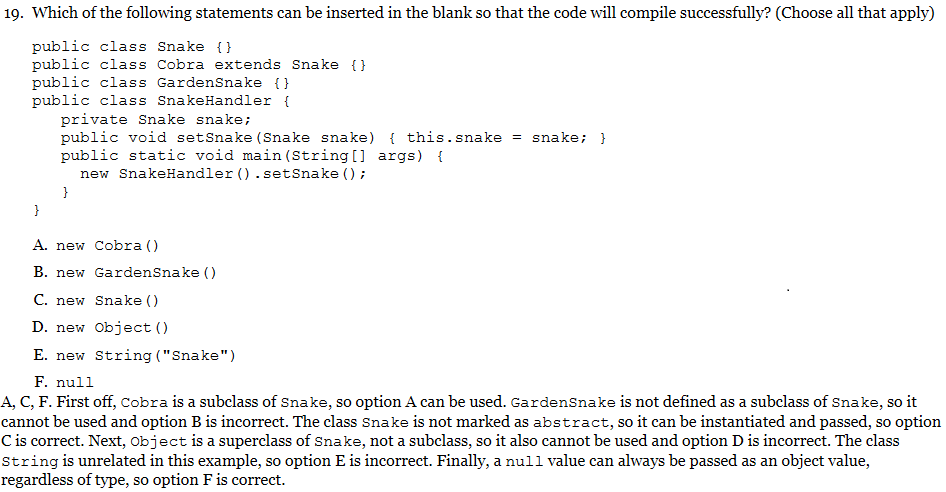 19. Which of the following statements can be inserted in the blank so that the code will compile successfully? (Choose all that apply)
public class Snake {}
public class Cobra extends Snake {}
public class GardenSnake {}
public class SnakeHandler {
private Snake snake;
public void setSnake(Snake snake) { this.snake = snake; }
public static void main(String[] args) {
new SnakeHandler().setSnake();
}
}
A. new Cobra()
B. new GardenSnake()
C. new Snake()
D. new Object()
E. new String("Snake")
F. null
A, C, F. First off, Cobra is a subclass of Snake, so option A can be used. GardenSnake is not defined as a subclass of Snake, so it
cannot be used and option B is incorrect. The class Snake is not marked as abstract, so it can be instantiated and passed, so option
C is correct. Next, Object is a superclass of Snake, not a subclass, so it also cannot be used and option D is incorrect. The class
String is unrelated in this example, so option E is incorrect. Finally, a null value can always be passed as an object value,
regardless of type, so option F is correct.